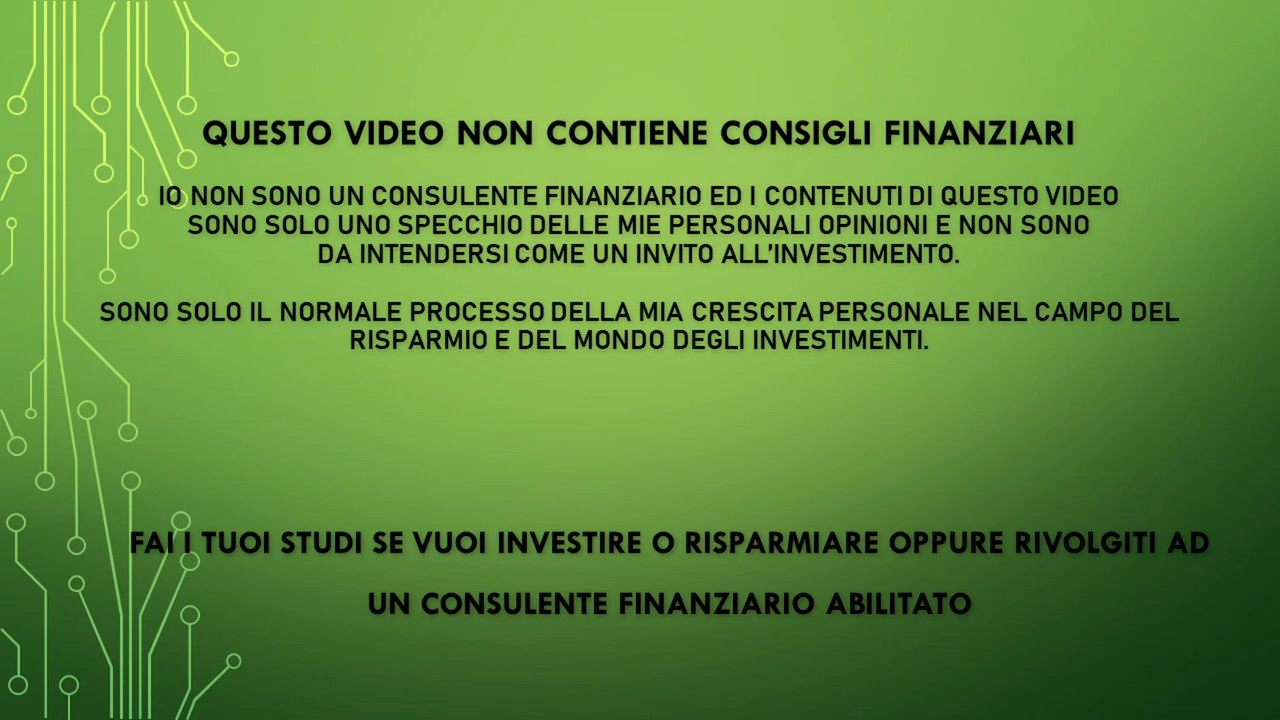 QUESTO VIDEO NON CONTIENE CONSIGLI FINANZIARI
IO NON SONO UN CONSULENTE FINANZIARIO ED I CONTENUTI DI QUESTO VIDEO
SONO SOLO UNO SPECCHIO DELLE MIE PERSONALI OPINIONI E NON SONO
DA INTENDERSI COME UN INVITO ALL'INVESTIMENTO.
SONO SOLO IL NORMALE PROCESSO DELLA MIA CRESCITA PERSONALE NEL CAMPO DEL
RISPARMIO E DEL MONDO DEGLI INVESTIMENTI.
FAI I TUOI STUDI SE VUOI INVESTIRE O RISPARMIARE OPPURE RIVOLGITI AD
UN CONSULENTE FINANZIARIO ABILITATO